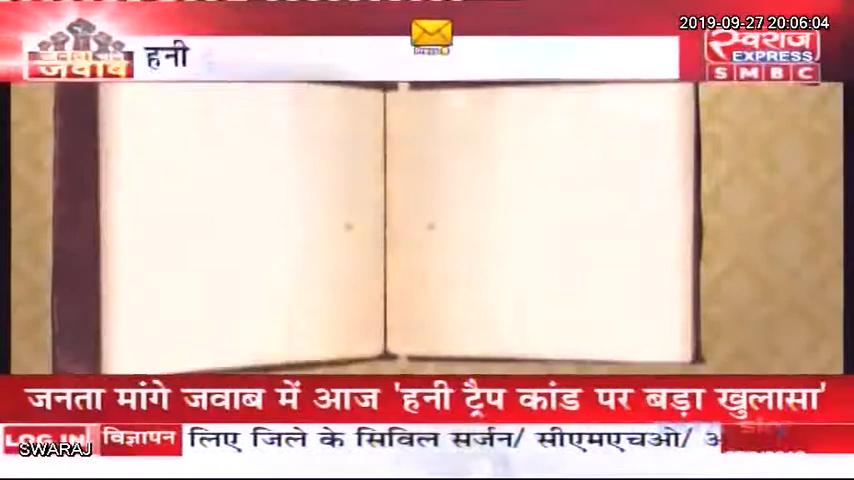 2019-09-27 20:06:04
जवाब
हनी
स्वराज
EXPRESS
SMBC
जनता मांगे जवाब में आज 'हनी ट्रैप कांड पर बड़ा खुलासा'
LOG IN विज्ञापन लिए जिले के सिविल सर्जन/ सीएमएचओ/
SWARAJ